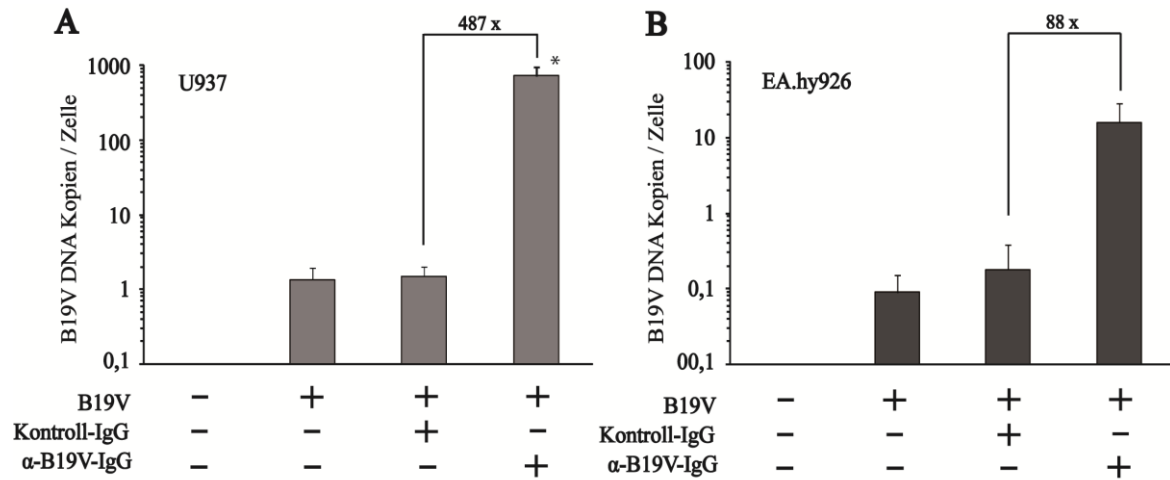 A
487 x
*
U937
B19V DNA Kopien / Zelle
1000
100
10
1
0,1
B19V − + + +
Kontroll-IgG − − + −
α-B19V-IgG − − − +
B
88 x
EA.hy926
B19V DNA Kopien / Zelle
100
10
1
0,1
00,1
B19V − + + +
Kontroll-IgG − − + −
α-B19V-IgG − − − +